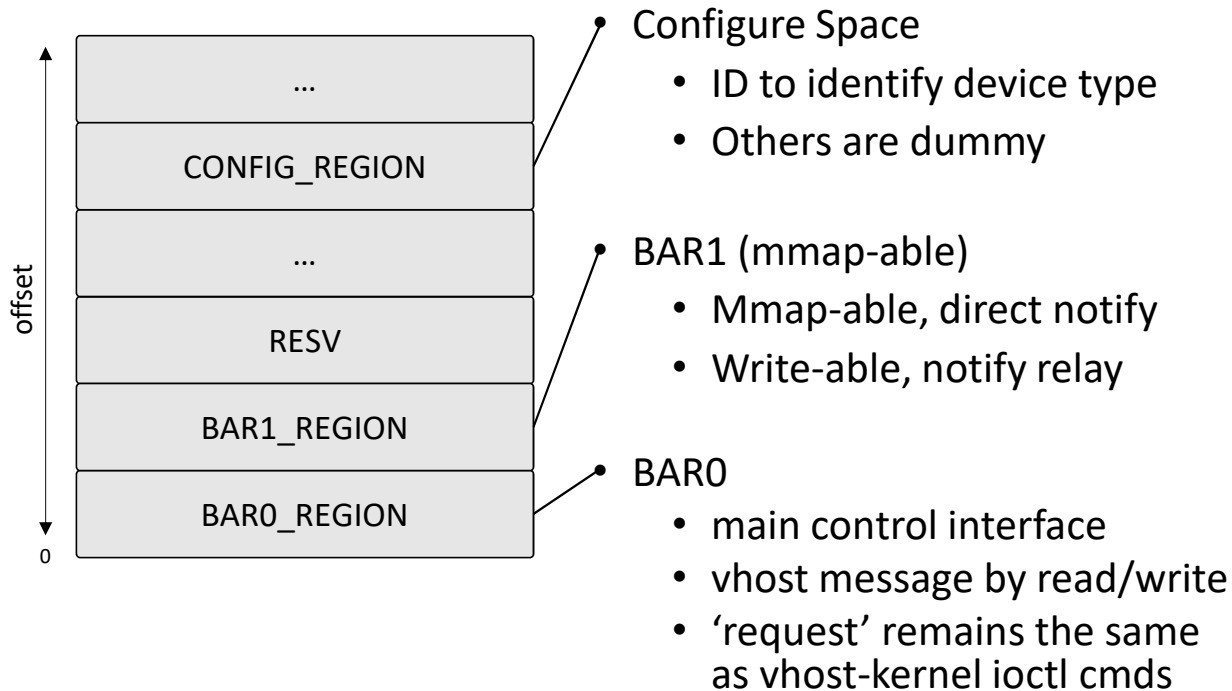 offset
0
...
CONFIG_REGION
...
RESV
BAR1_REGION
BAR0_REGION
• Configure Space
• ID to identify device type
• Others are dummy
• BAR1 (mmap-able)
• Mmap-able, direct notify
• Write-able, notify relay
• BAR0
• main control interface
• vhost message by read/write
• ‘request’ remains the same
as vhost-kernel ioctl cmds